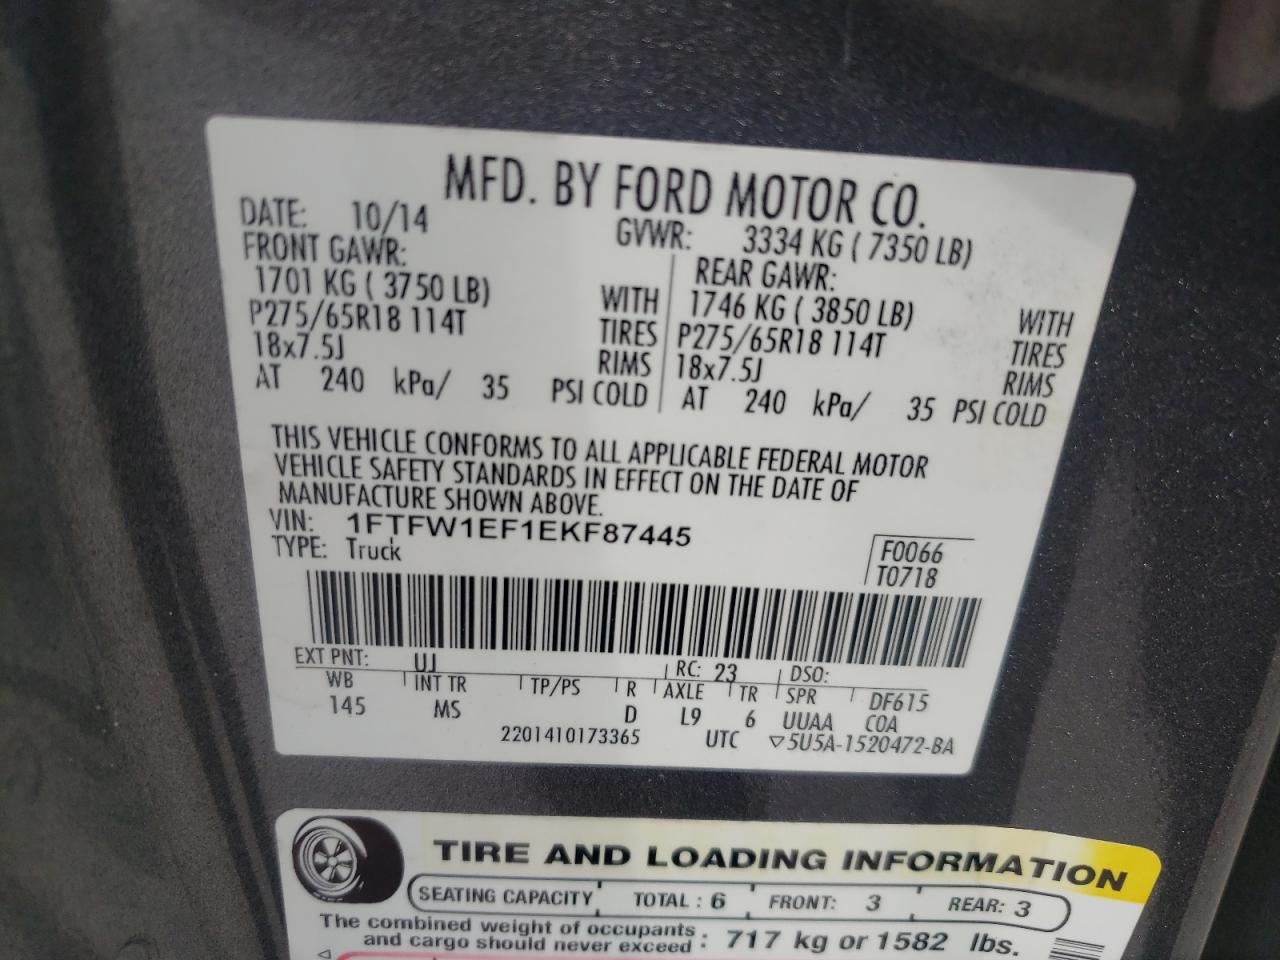 MFD. BY FORD MOTOR CO.
DATE: 10/14 GVWR: 3334 KG ( 7350 LB)
FRONT GAWR: REAR GAWR:
1701 KG ( 3750 LB) WITH 1746 KG ( 3850 LB) WITH
P275/65R18 114T TIRES P275/65R18 114T TIRES
18x7.5J RIMS 18x7.5J RIMS
AT 240 kPa/ 35 PSI COLD AT 240 kPa/ 35 PSI COLD
THIS VEHICLE CONFORMS TO ALL APPLICABLE FEDERAL MOTOR
VEHICLE SAFETY STANDARDS IN EFFECT ON THE DATE OF
MANUFACTURE SHOWN ABOVE.
VIN: 1FTFW1EF1EKF87445
TYPE: Truck
F0066
T0718
EXT PNT: UJ RC: 23 DSO:
WB INT TR TP/PS R AXLE TR SPR DF615
145 MS D L9 6 UUAA COA
2201410173365 UTC ▽5U5A-1520472-BA
TIRE AND LOADING INFORMATION
SEATING CAPACITY TOTAL : 6 FRONT: 3 REAR: 3
The combined weight of occupants
and cargo should never exceed : 717 kg or 1582 lbs.